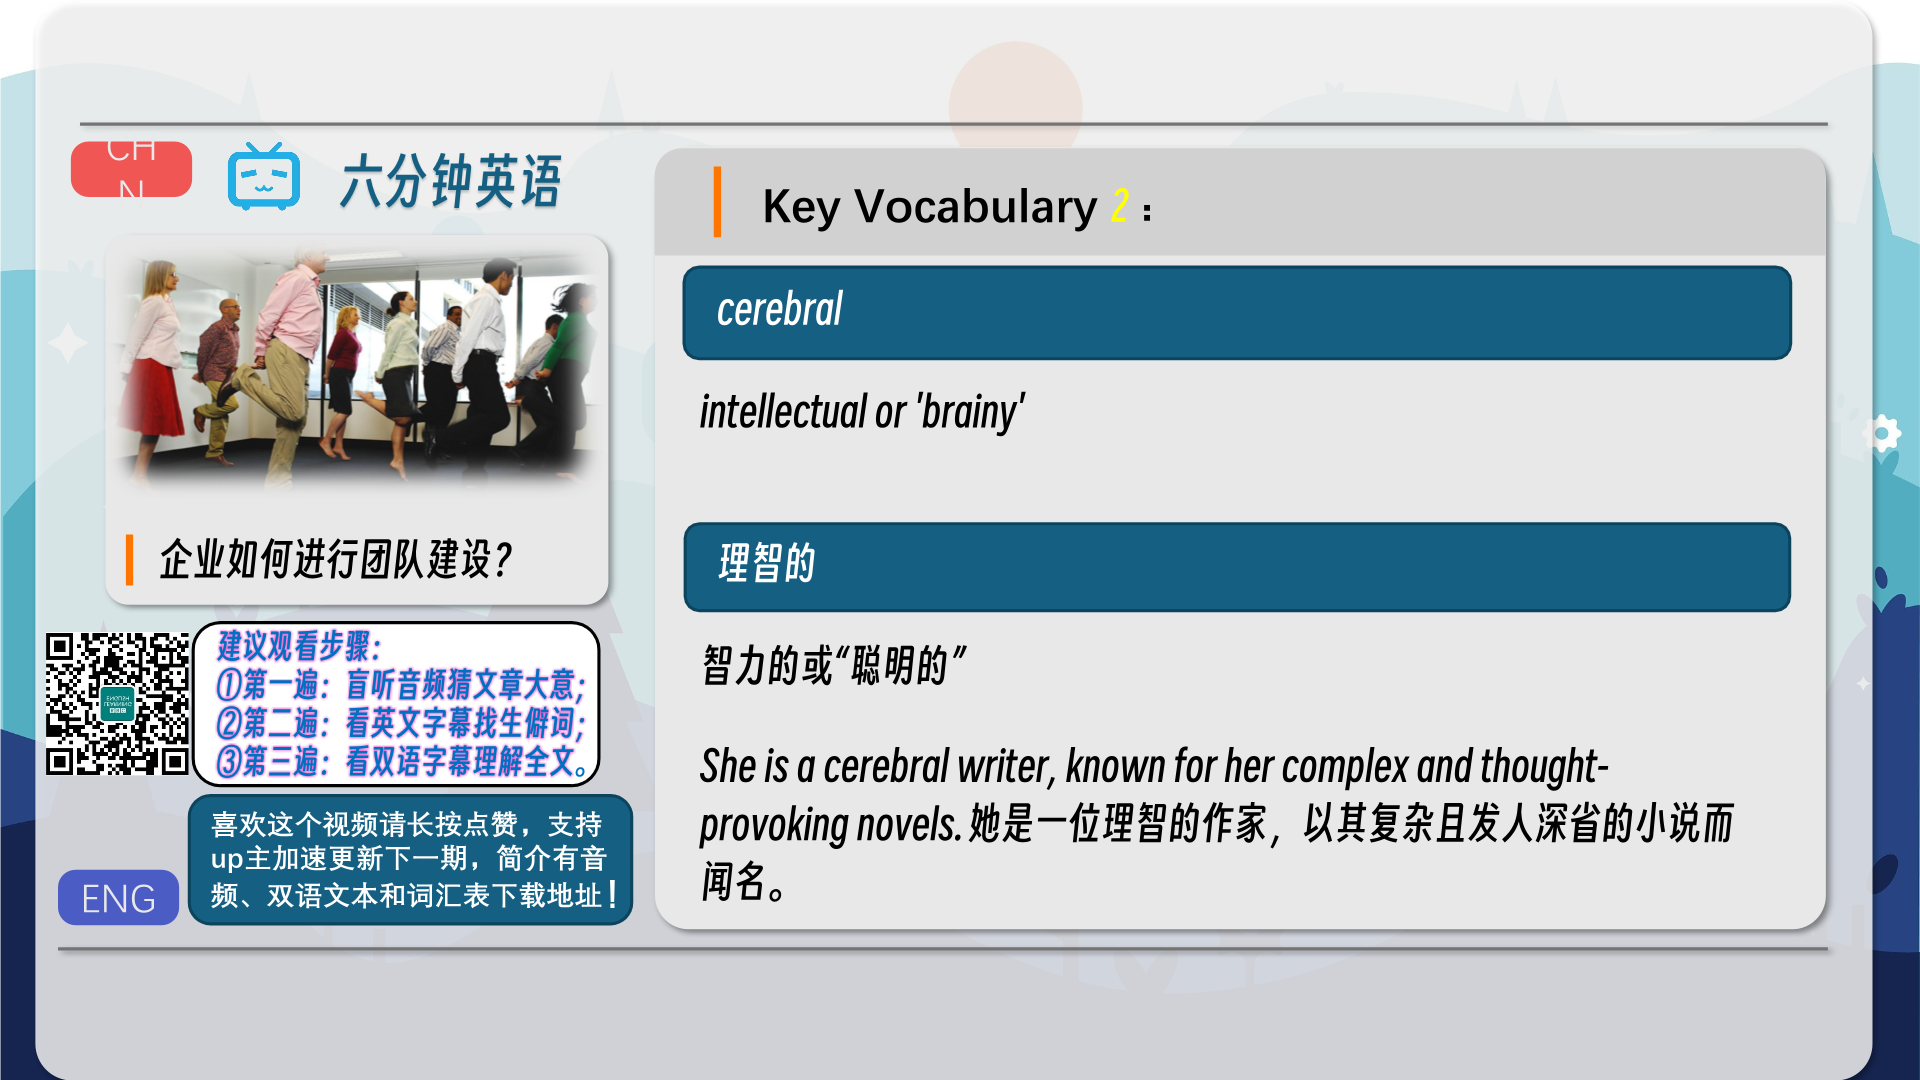 CH
N
六分钟英语
企业如何进行团队建设？
建议观看步骤：
①第一遍：盲听音频猜文章大意；
②第二遍：看英文字幕找生僻词；
③第三遍：看双语字幕理解全文。
喜欢这个视频请长按点赞，支持
up主加速更新下一期，简介有音
频、双语文本和词汇表下载地址！
ENG
Key Vocabulary 2：
cerebral
intellectual or 'brainy'
理智的
智力的或“聪明的”
She is a cerebral writer, known for her complex and thought-
provoking novels. 她是一位理智的作家，以其复杂且发人深省的小说而
闻名。